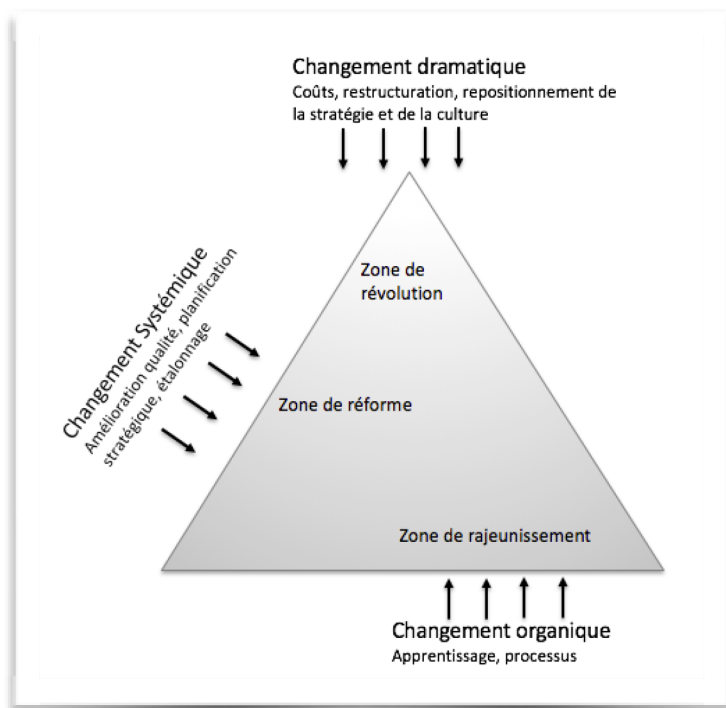 Changement dramatique
Coûts, restructuration, repositionnement de
la stratégie et de la culture
Zone de
révolution
Changement Systémique
Amélioration qualité, planification
stratégique, étalonnage
Zone de réforme
Zone de rajeunissement
Changement organique
Apprentissage, processus